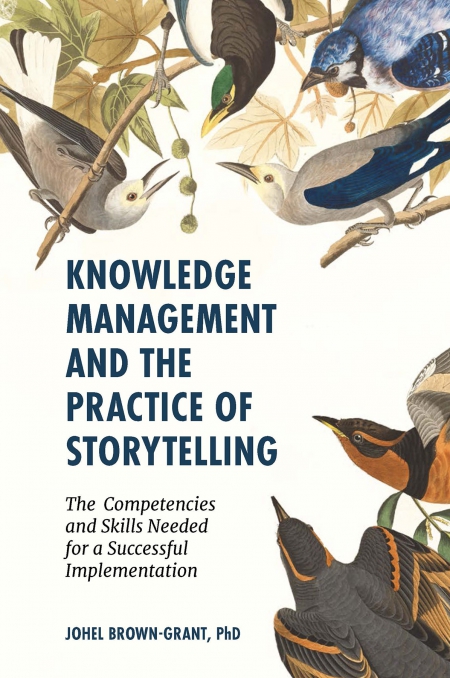 KNOWLEDGE
MANAGEMENT
AND THE
PRACTICE OF
STORYTELLING
The Competencies
and Skills Needed
for a Successful
Implementation
JOHEL BROWN-GRANT, PhD